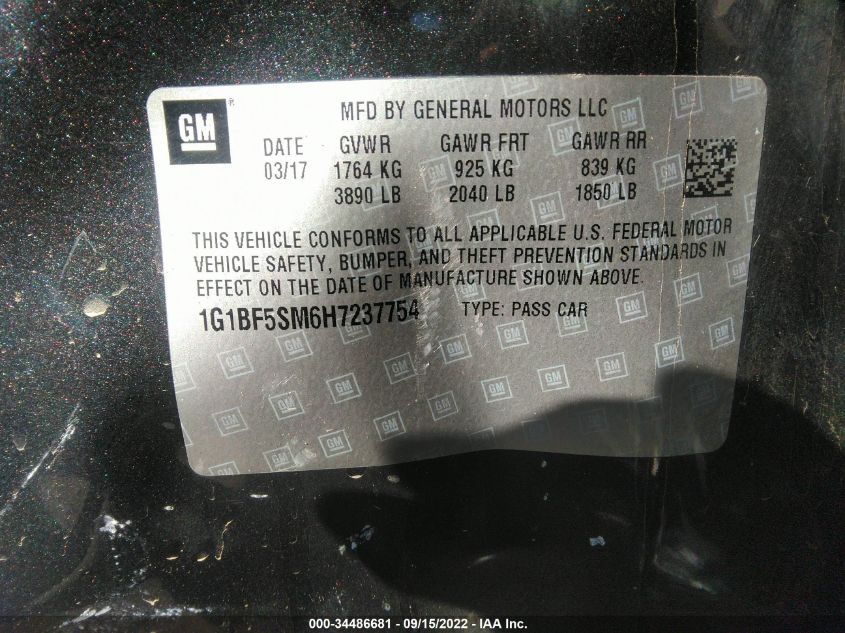 GM ® MFD BY GENERAL MOTORS LLC
DATE GVWR GAWR FRT GAWR RR
03/17 1764 KG 925 KG 839 KG
3890 LB 2040 LB 1850 LB
THIS VEHICLE CONFORMS TO ALL APPLICABLE U.S. FEDERAL MOTOR
VEHICLE SAFETY, BUMPER, AND THEFT PREVENTION STANDARDS IN
EFFECT ON THE DATE OF MANUFACTURE SHOWN ABOVE.
1G1BF5SM6H7237754 TYPE: PASS CAR
000-34486681 - 09/15/2022 - IAA Inc.